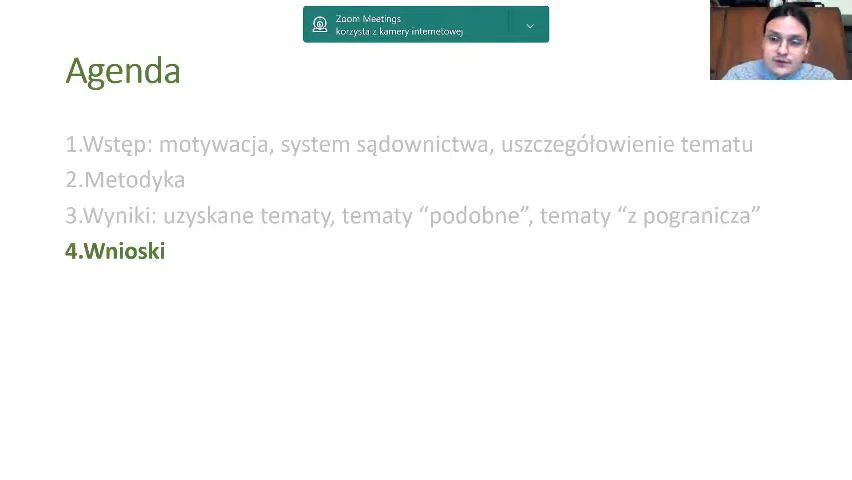 Zoom Meetings
korzysta z kamery internetowej
Agenda
1.Wstęp: motywacja, system sądownictwa, uszczegółowienie tematu
2.Metodyka
3.Wyniki: uzyskane tematy, tematy “podobne”, tematy “z pogranicza”
4.Wnioski